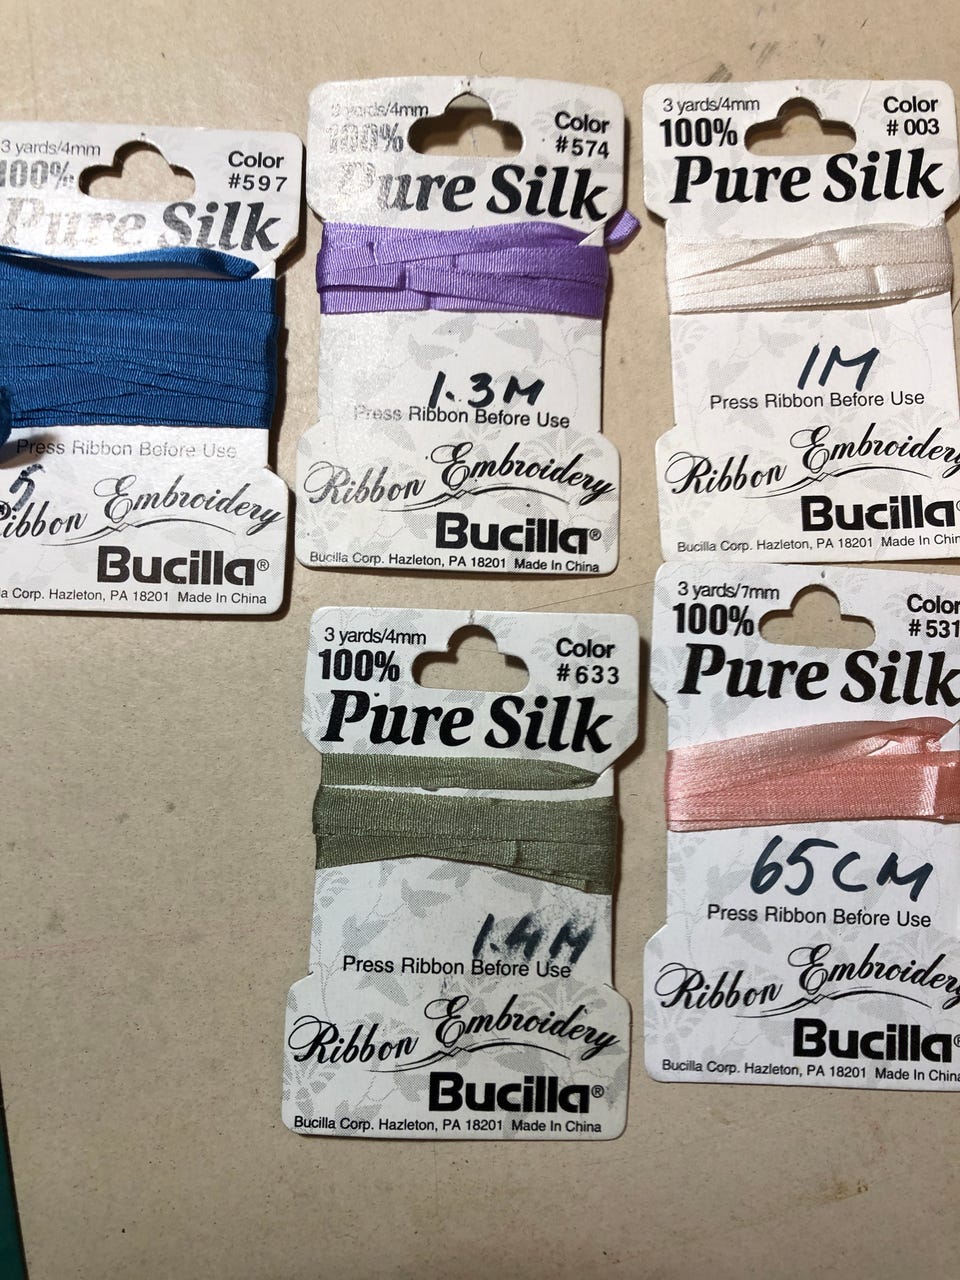 3 yards/4mm
100%
Color
#597
Pure Silk
Press Ribbon Before Use
5
Ribbon Embroidery
Bucilla®
Corp. Hazleton, PA 18201 Made In China
3 yards/4mm
100%
Color
#574
Pure Silk
1.3M
Press Ribbon Before Use
Ribbon Embroidery
Bucilla®
Bucilla Corp. Hazleton, PA 18201 Made In China
3 yards/4mm
100%
Color
# 003
Pure Silk
1M
Press Ribbon Before Use
Ribbon Embroidery
Bucilla®
Bucilla Corp. Hazleton, PA 18201 Made In China
3 yards/4mm
100%
Color
#633
Pure Silk
1.4M
Press Ribbon Before Use
Ribbon Embroidery
Bucilla®
Bucilla Corp. Hazleton, PA 18201 Made In China
3 yards/7mm
100%
Color
# 531
Pure Silk
65CM
Press Ribbon Before Use
Ribbon Embroidery
Bucilla®
Bucilla Corp. Hazleton, PA 18201 Made In China